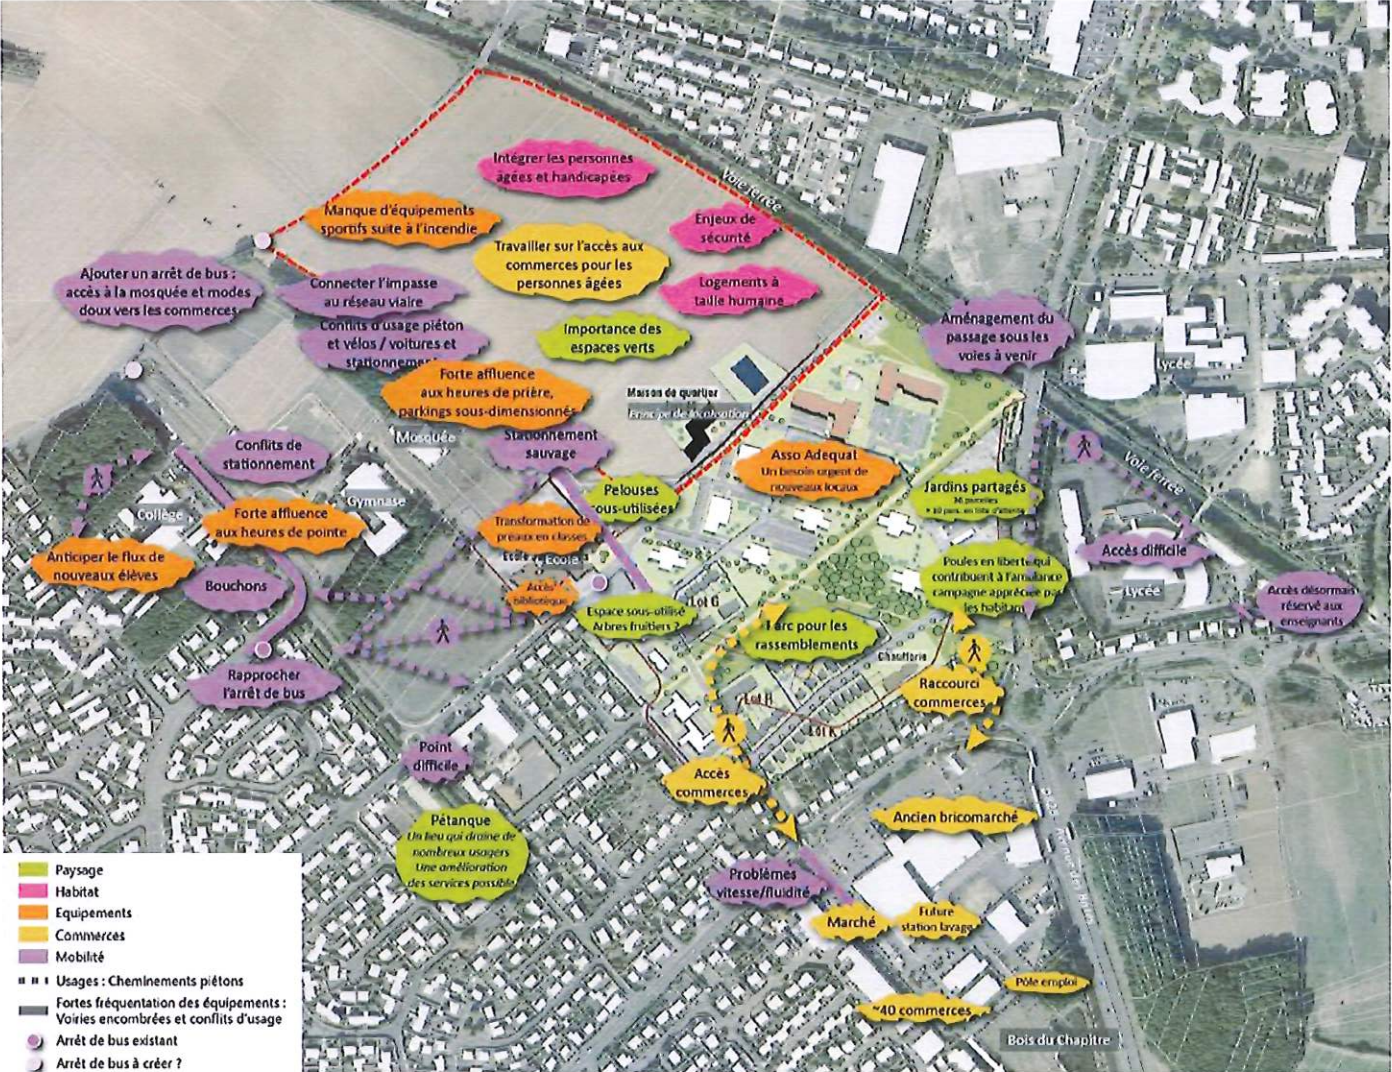 Voie ferrée
Intégrer les personnes
âgées et handicapées
Manque d'équipements
sportifs suite à l'incendie
Enjeux de
sécurité
Travailler sur l'accès aux
commerces pour les
personnes âgées
Ajouter un arrêt de bus :
accès à la mosquée et modes
doux vers les commerces
Connecter l'impasse
au réseau viaire
Logements à
taille humaine
Conflits d'usage piéton
et vélos / voitures et
stationnement
Importance des
espaces verts
Aménagement du
passage sous les
voies à venir
Lycée
Forte affluence
aux heures de prière,
parkings sous-dimensionnés
Maison de quartier
Principe de localisation
Mosquée
Stationnement
sauvage
Conflits de
stationnement
Asso Adequat
Un besoin urgent de
nouveaux locaux
Voie ferrée
Pelouses
sous-utilisées
Jardins partagés
Gymnase
Collège
Forte affluence
aux heures de pointe
Transformation de
préaux en classes
Ecole
Ecole
Accès difficile
Anticiper le flux de
nouveaux élèves
Bouchons
Accès
bibliothèque
Poules en liberté qui
contribuent à l'ambiance
campagne appréciée par
les habitants
Lycée
Accès désormais
réservé aux
enseignants
Lot G
Espace sous-utilisé
Arbres fruitiers ?
Parc pour les
rassemblements
Chaufferie
Rapprocher
l'arrêt de bus
Raccourci
commerces
Lot H
Lot K
Point
difficile
Accès
commerces
Ancien bricomarché
Pétanque
Un lieu qui draine de
nombreux usagers
Une amélioration
des services possible
Problèmes
vitesse/fluidité
Marché
Future
station lavage
Pôle emploi
~40 commerces
Bois du Chapitre
Paysage
Habitat
Equipements
Commerces
Mobilité
Usages : Cheminements piétons
Fortes fréquentation des équipements :
Voiries encombrées et conflits d'usage
Arrêt de bus existant
Arrêt de bus à créer ?